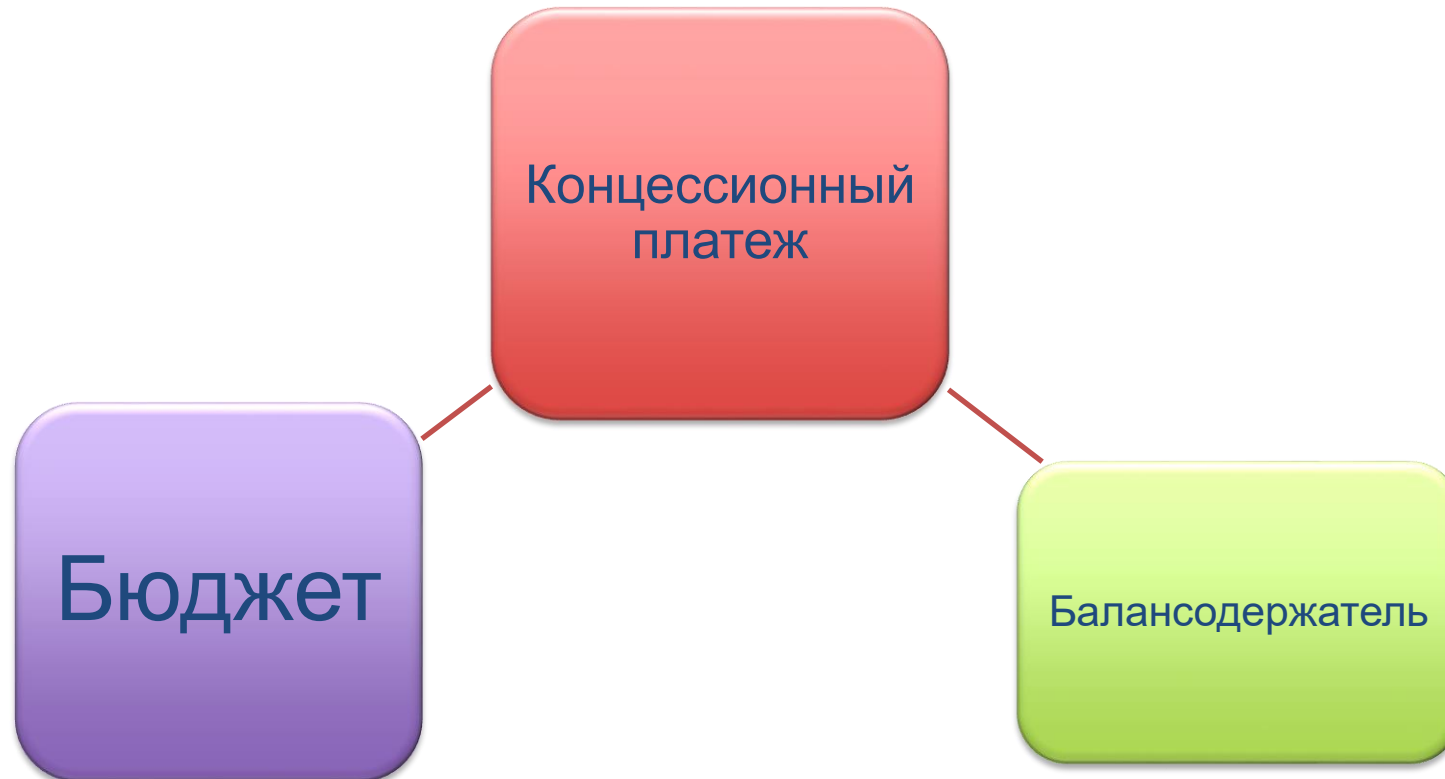 Концессионный
платеж
Бюджет
Балансодержатель